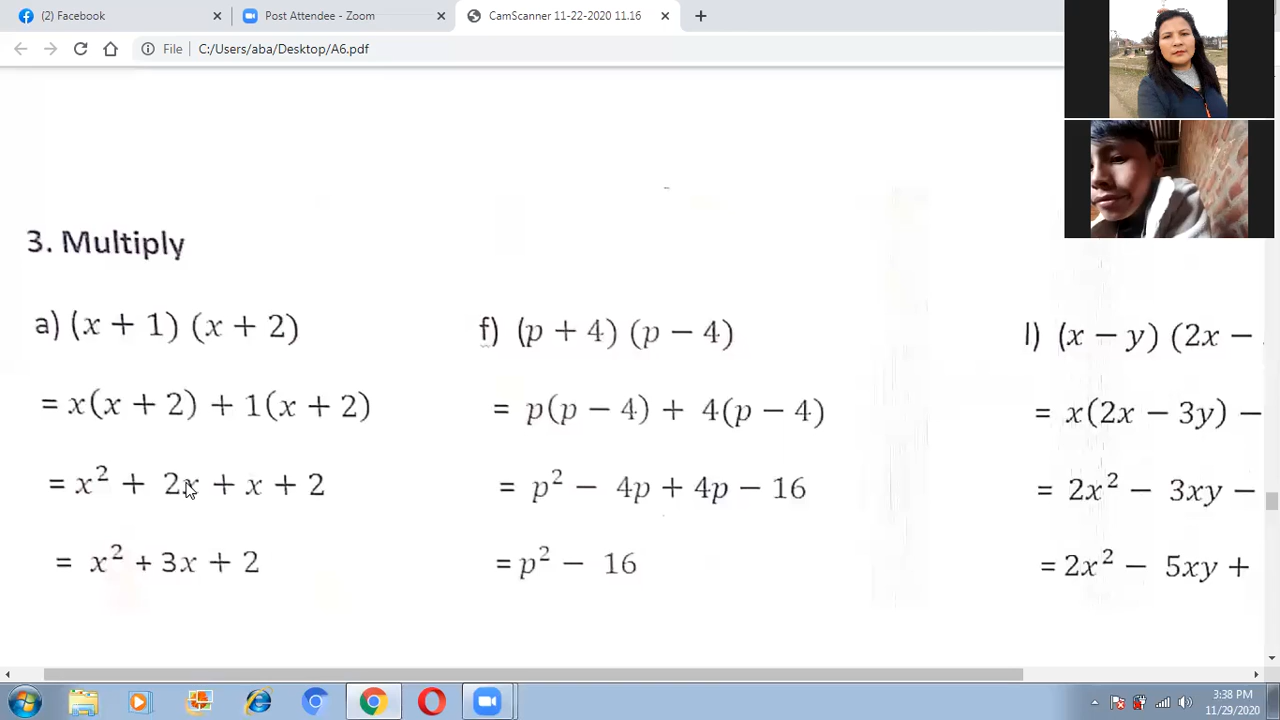 (2) Facebook
Post Attendee - Zoom
CamScanner 11-22-2020 11.16
File C:/Users/aba/Desktop/A6.pdf
3. Multiply
a) (x + 1) (x + 2)
= x(x + 2) + 1(x + 2)
= x² + 2x + x + 2
= x² + 3x + 2
f) (p + 4) (p − 4)
= p(p − 4) + 4(p − 4)
= p² − 4p + 4p − 16
= p² − 16
l) (x − y) (2x −
= x(2x − 3y) −
= 2x² − 3xy −
= 2x² − 5xy +
3:38 PM
11/29/2020